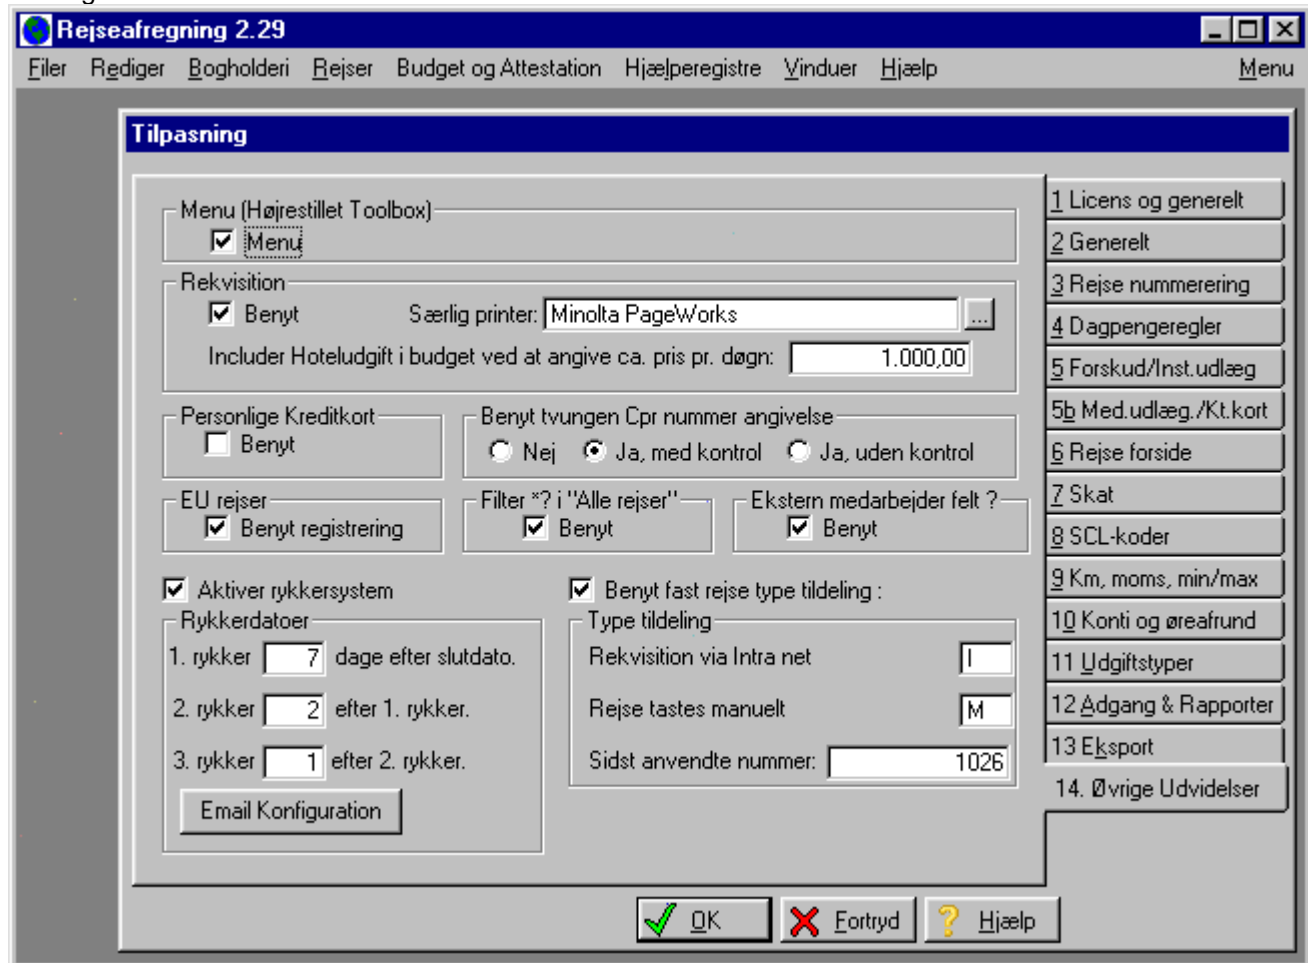 Rejseafregning 2.29
Filer Rediger Bogholderi Rejser Budget og Attestation Hjælperegistre Vinduer Hjælp Menu
Tilpasning
Menu (Højrestillet Toolbox)
Menu
Rekvisition
Benyt Særlig printer: Minolta PageWorks ...
Includer Hoteludgift i budget ved at angive ca. pris pr. døgn: 1.000,00
Personlige Kreditkort
Benyt
Benyt tvungen Cpr nummer angivelse
Nej Ja, med kontrol Ja, uden kontrol
EU rejser
Benyt registrering
Filter *? i "Alle rejser"
Benyt
Ekstern medarbejder felt ?
Benyt
Aktiver rykkersystem
Rykkerdatoer
1. rykker 7 dage efter slutdato.
2. rykker 2 efter 1. rykker.
3. rykker 1 efter 2. rykker.
Email Konfiguration
Benyt fast rejse type tildeling :
Type tildeling
Rekvisition via Intra net I
Rejse tastes manuelt M
Sidst anvendte nummer: 1026
1 Licens og generelt
2 Generelt
3 Rejse nummerering
4 Dagpengeregler
5 Forskud/Inst.udlæg
5b Med.udlæg./Kt.kort
6 Rejse forside
7 Skat
8 SCL-koder
9 Km, moms, min/max
10 Konti og øreafrund
11 Udgiftstyper
12 Adgang & Rapporter
13 Eksport
14. Øvrige Udvidelser
OK Fortryd Hjælp